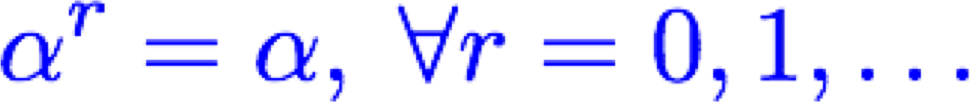 α^r = α, ∀r = 0, 1, . . .